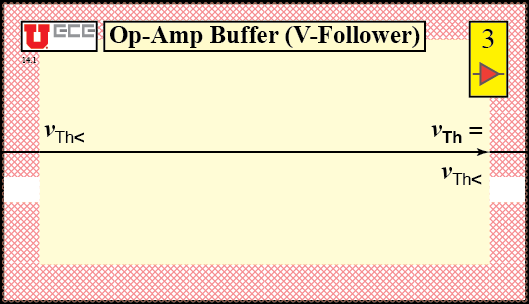 U ECE
Op-Amp Buffer (V-Follower)
3
14.1
vTh<
vTh =
vTh<